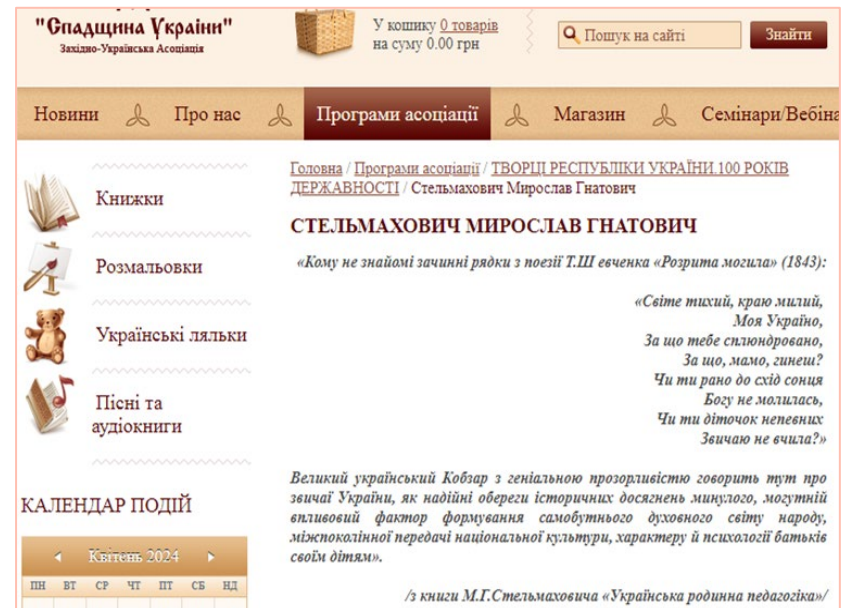 "Спадщина України"
Західно-Українська Асоціація
У кошику 0 товарів
на суму 0.00 грн
Пошук на сайті
Знайти
Новини
Про нас
Програми асоціації
Магазин
Семінари/Вебіна
Книжки
Розмальовки
Українські ляльки
Пісні та
аудіокниги
КАЛЕНДАР ПОДІЙ
Квітень 2024
ПН ВТ СР ЧТ ПТ СБ НД
Головна / Програми асоціації / ТВОРЦІ РЕСПУБЛІКИ УКРАЇНИ.100 РОКІВ
ДЕРЖАВНОСТІ / Стельмахович Мирослав Гнатович
СТЕЛЬМАХОВИЧ МИРОСЛАВ ГНАТОВИЧ
«Кому не знайомі зачинні рядки з поезії Т.Ш евченка «Розрита могила» (1843):
«Світе тихий, краю милий,
Моя Україно,
За що тебе сплюндровано,
За що, мамо, гинеш?
Чи ти рано до схід сонця
Богу не молилась,
Чи ти діточок непевних
Звичаю не вчила?»
Великий український Кобзар з геніальною прозорливістю говорить тут про
звичаї України, як надійні обереги історичних досягнень минулого, могутній
впливовий фактор формування самобутнього духовного світу народу,
міжпоколінної передачі національної культури, характеру й психології батьків
своїм дітям».
/з книги М.Г.Стельмаховича «Українська родинна педагогіка»/